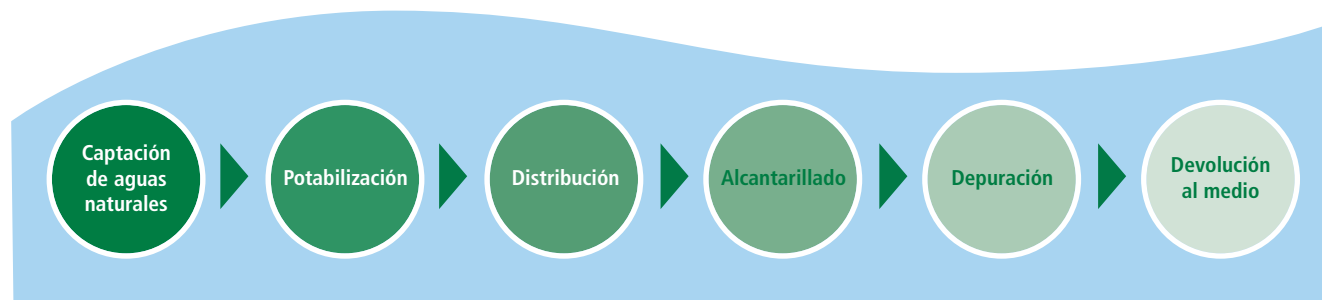 Captación
de aguas
naturales
Potabilización
Distribución
Alcantarillado
Depuración
Devolución
al medio